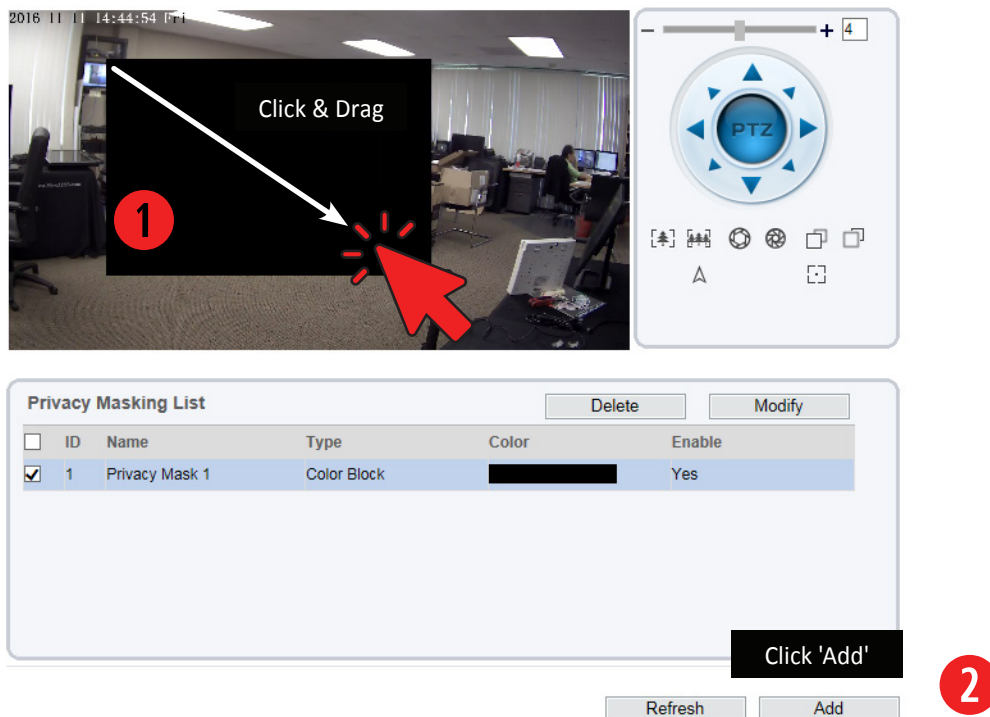 2016 11 11 14:44:54 Fri
4
Click & Drag
PTZ
1
Privacy Masking List
Delete
Modify
ID Name Type Color Enable
1 Privacy Mask 1 Color Block Yes
Click 'Add'
2
Refresh
Add